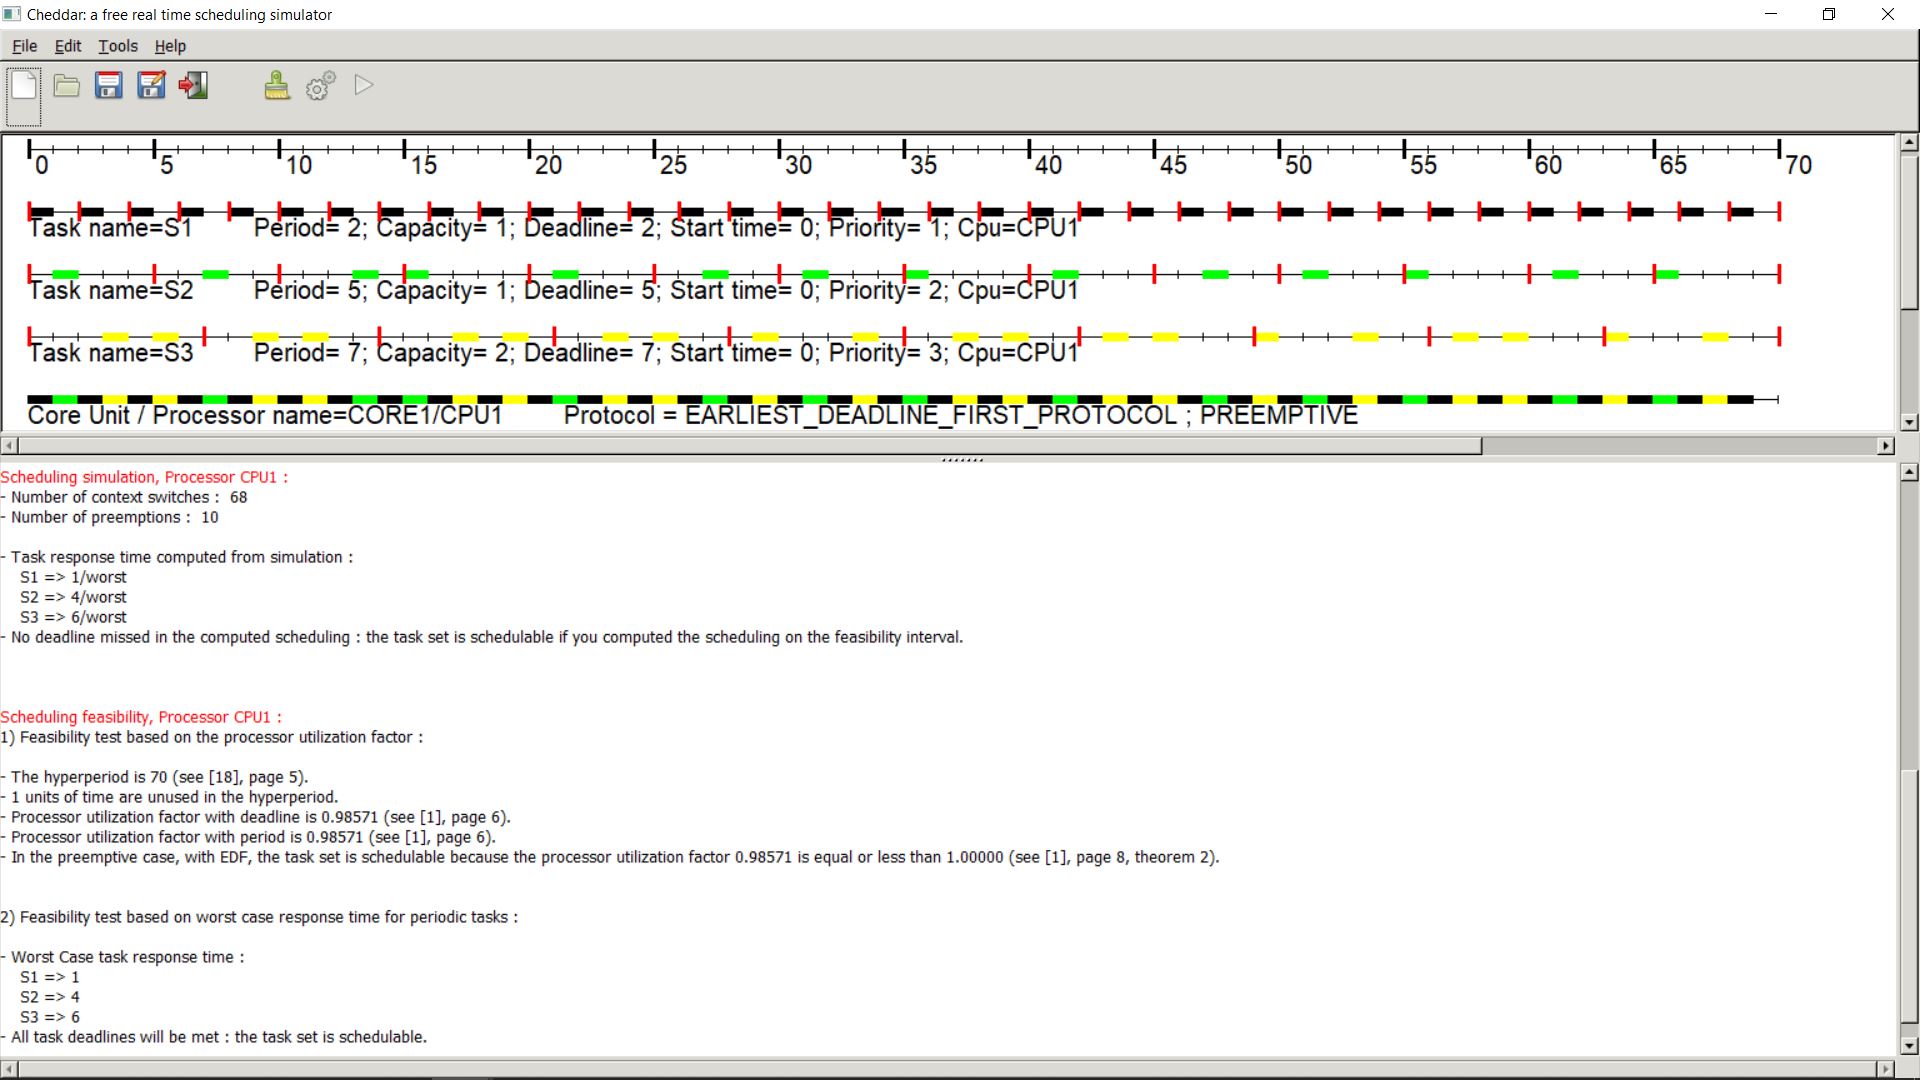 Cheddar: a free real time scheduling simulator
File Edit Tools Help
0 5 10 15 20 25 30 35 40 45 50 55 60 65 70
Task name=S1 Period= 2; Capacity= 1; Deadline= 2; Start time= 0; Priority= 1; Cpu=CPU1
Task name=S2 Period= 5; Capacity= 1; Deadline= 5; Start time= 0; Priority= 2; Cpu=CPU1
Task name=S3 Period= 7; Capacity= 2; Deadline= 7; Start time= 0; Priority= 3; Cpu=CPU1
Core Unit / Processor name=CORE1/CPU1 Protocol = EARLIEST_DEADLINE_FIRST_PROTOCOL ; PREEMPTIVE
Scheduling simulation, Processor CPU1 :
- Number of context switches : 68
- Number of preemptions : 10
- Task response time computed from simulation :
S1 => 1/worst
S2 => 4/worst
S3 => 6/worst
- No deadline missed in the computed scheduling : the task set is schedulable if you computed the scheduling on the feasibility interval.
Scheduling feasibility, Processor CPU1 :
1) Feasibility test based on the processor utilization factor :
- The hyperperiod is 70 (see [18], page 5).
- 1 units of time are unused in the hyperperiod.
- Processor utilization factor with deadline is 0.98571 (see [1], page 6).
- Processor utilization factor with period is 0.98571 (see [1], page 6).
- In the preemptive case, with EDF, the task set is schedulable because the processor utilization factor 0.98571 is equal or less than 1.00000 (see [1], page 8, theorem 2).
2) Feasibility test based on worst case response time for periodic tasks :
- Worst Case task response time :
S1 => 1
S2 => 4
S3 => 6
- All task deadlines will be met : the task set is schedulable.